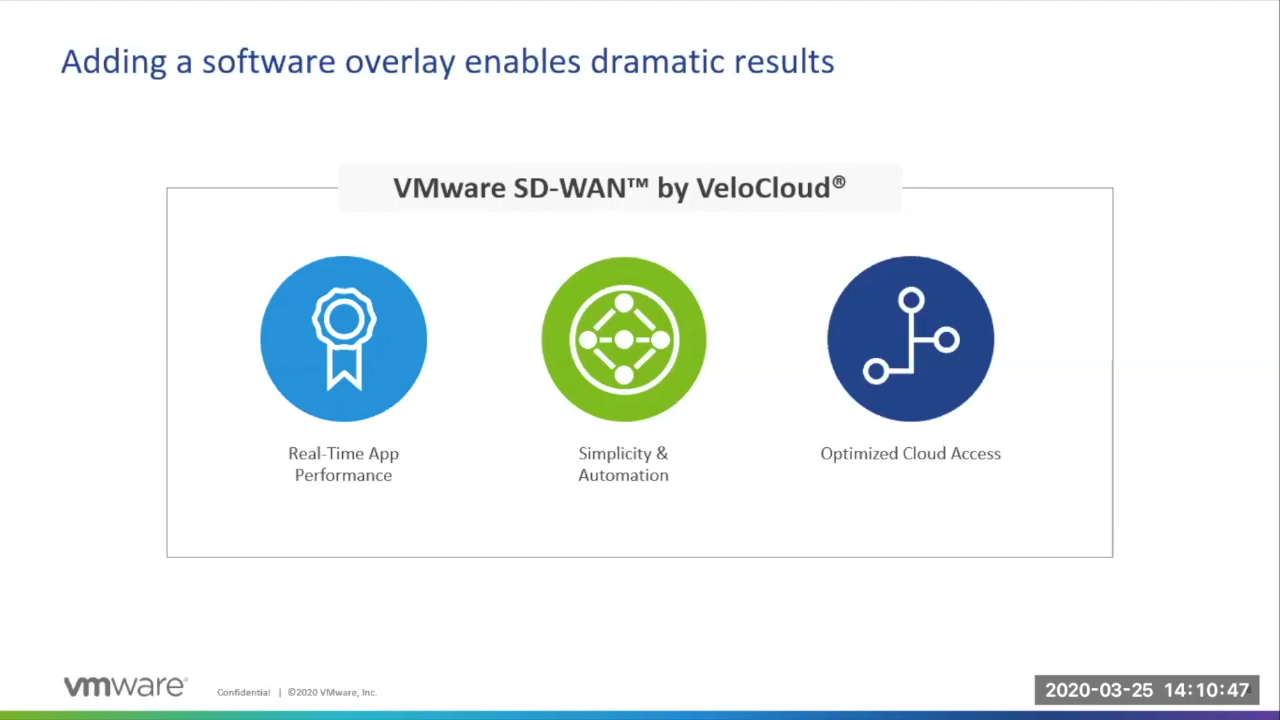 Adding a software overlay enables dramatic results
VMware SD-WAN™ by VeloCloud®
Real-Time App
Performance
Simplicity &
Automation
Optimized Cloud Access
vmware®
Confidential | ©2020 VMware, Inc.
2020-03-25 14:10:47